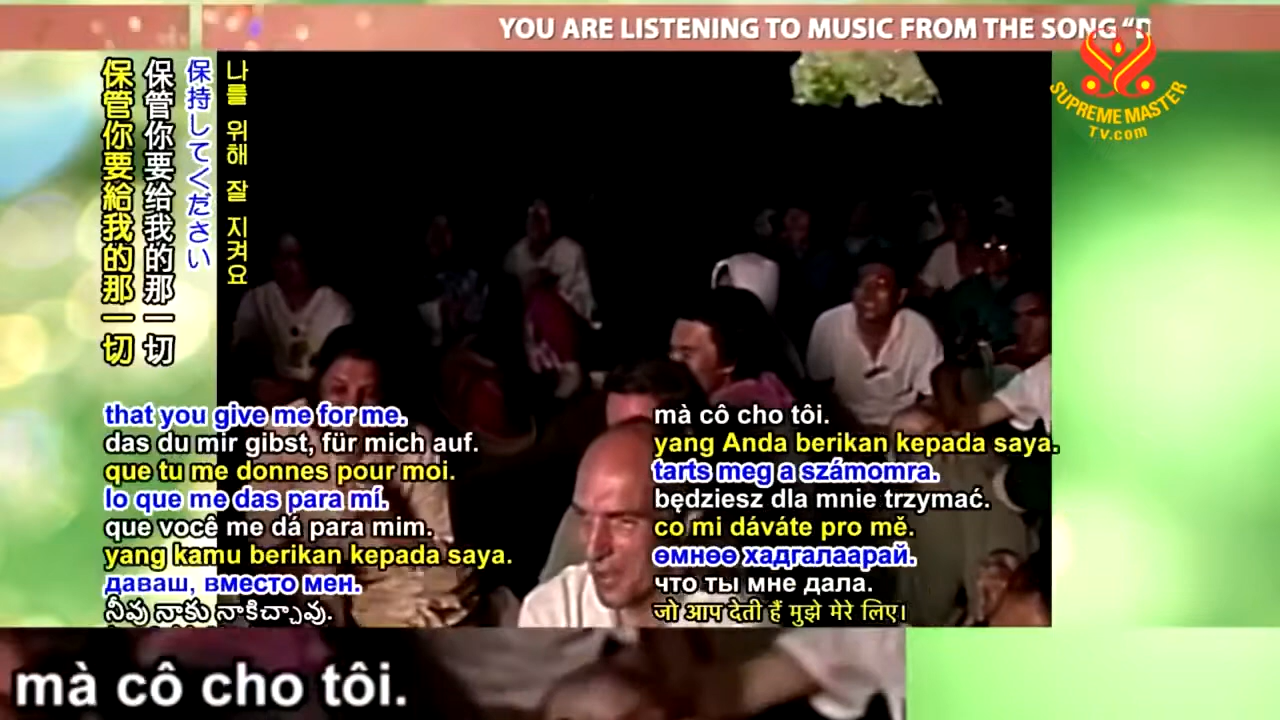 YOU ARE LISTENING TO MUSIC FROM THE SONG
SUPREME MASTER
TV.com
保管你要給我的那一切
保管你要给我的那一切
保持してください
나를 위해 잘 지켜요
that you give me for me.
das du mir gibst, für mich auf.
que tu me donnes pour moi.
lo que me das para mí.
que você me dá para mim.
yang kamu berikan kepada saya.
даваш, вместо мен.
నీవు నాకు నాకిచ్చావు.
mà cô cho tôi.
yang Anda berikan kepada saya.
tarts meg a számomra.
będziesz dla mnie trzymać.
co mi dáváte pro mě.
өмнөө хадгалаарай.
что ты мне дала.
जो आप देती हैं मुझे मेरे लिए।
mà cô cho tôi.